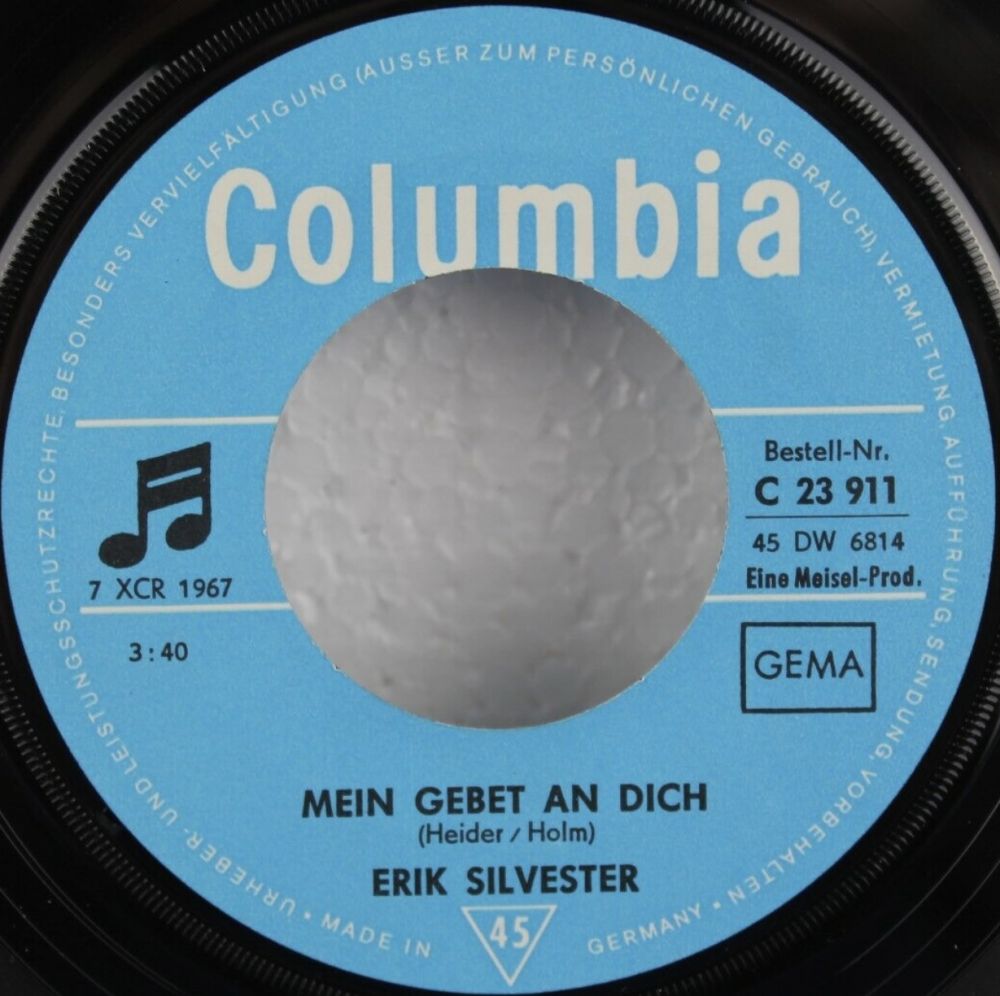 URHEBER- UND LEISTUNGSSCHUTZRECHTE, BESONDERS VERVIELFÄLTIGUNG (AUSSER ZUM PERSÖNLICHEN GEBRAUCH), VERMIETUNG, AUFFÜHRUNG, SENDUNG, VORBEHALTEN
Columbia
Bestell-Nr.
C 23 911
45 DW 6814
Eine Meisel-Prod.
7 XCR 1967
3:40
GEMA
MEIN GEBET AN DICH
(Heider / Holm)
ERIK SILVESTER
• MADE IN
45
GERMANY •